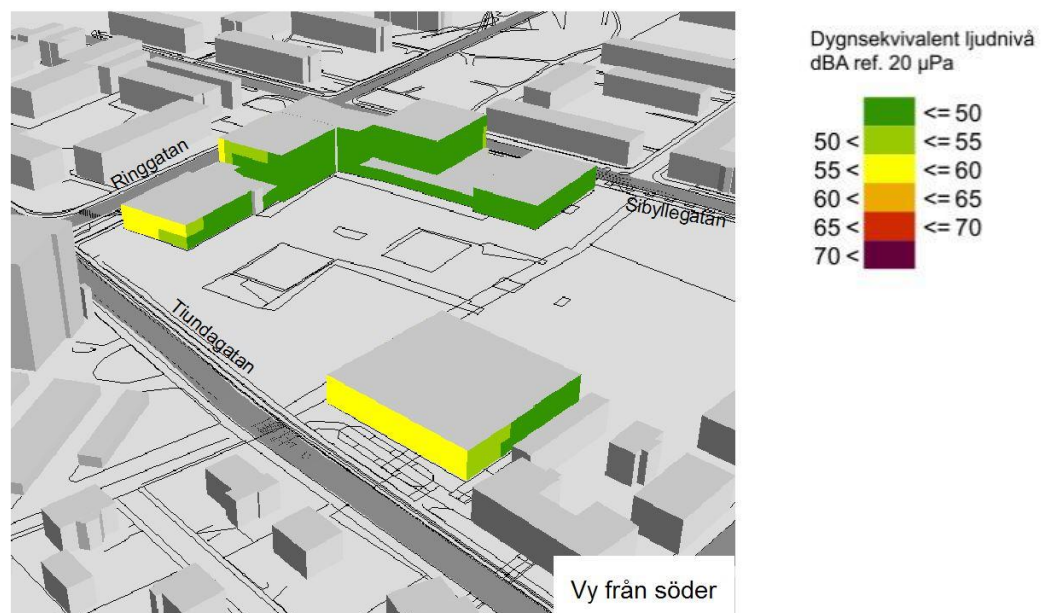 Dygnsekvivalent ljudnivå
dBA ref. 20 µPa
<= 50
50 < <= 55
55 < <= 60
60 < <= 65
65 < <= 70
70 <
Ringgatan
Sibyllegatan
Tiundagatan
Vy från söder